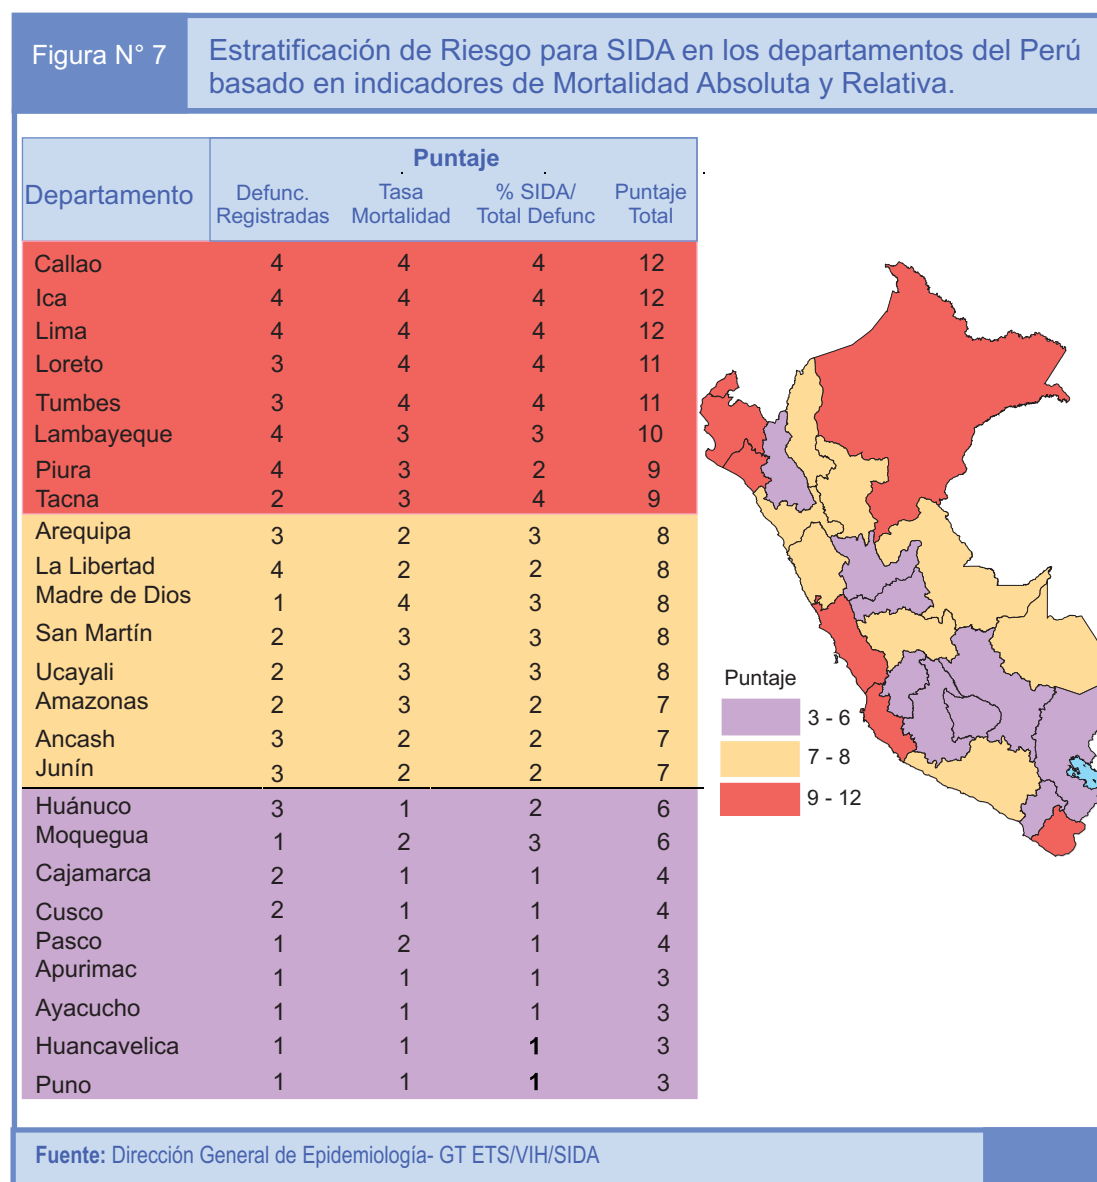 Figura N° 7
Estratificación de Riesgo para SIDA en los departamentos del Perú
basado en indicadores de Mortalidad Absoluta y Relativa.
Departamento
Puntaje
Defunc. Registradas
Tasa Mortalidad
% SIDA/ Total Defunc
Puntaje Total
Callao 4 4 4 12
Ica 4 4 4 12
Lima 4 4 4 12
Loreto 3 4 4 11
Tumbes 3 4 4 11
Lambayeque 4 3 3 10
Piura 4 3 2 9
Tacna 2 3 4 9
Arequipa 3 2 3 8
La Libertad 4 2 2 8
Madre de Dios 1 4 3 8
San Martín 2 3 3 8
Ucayali 2 3 3 8
Amazonas 2 3 2 7
Ancash 3 2 2 7
Junín 3 2 2 7
Huánuco 3 1 2 6
Moquegua 1 2 3 6
Cajamarca 2 1 1 4
Cusco 2 1 1 4
Pasco 1 2 1 4
Apurimac 1 1 1 3
Ayacucho 1 1 1 3
Huancavelica 1 1 1 3
Puno 1 1 1 3
Puntaje
3 - 6
7 - 8
9 - 12
Fuente: Dirección General de Epidemiología- GT ETS/VIH/SIDA